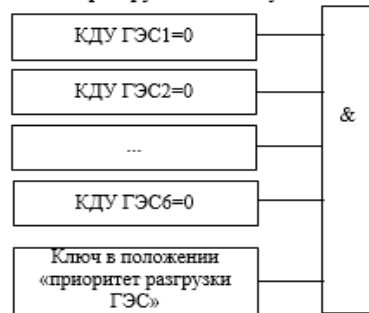 КДУ ГЭС1=0
КДУ ГЭС2=0
...
КДУ ГЭС6=0
&
Ключ в положении
«приоритет разгрузки
ГЭС»